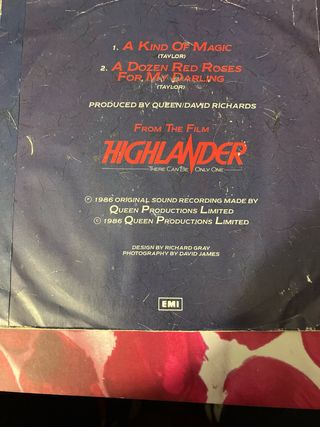 1. A Kind Of Magic
(Taylor)
2. A Dozen Red Roses
For My Darling
(Taylor)
Produced by Queen/David Richards
From The Film
HIGHLANDER
There Can Be Only One
℗ 1986 Original Sound Recording Made By
Queen Productions Limited
© 1986 Queen Productions Limited
Design by Richard Gray
Photography by David James
EMI